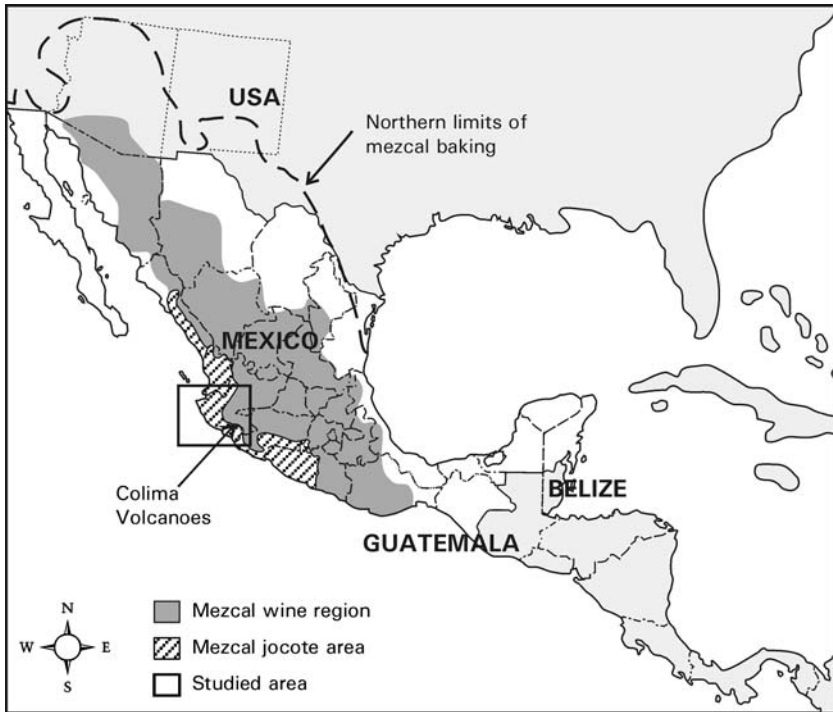 USA
Northern limits of
mezcal baking
MEXICO
Colima
Volcanoes
BELIZE
GUATEMALA
N
W E
S
Mezcal wine region
Mezcal jocote area
Studied area